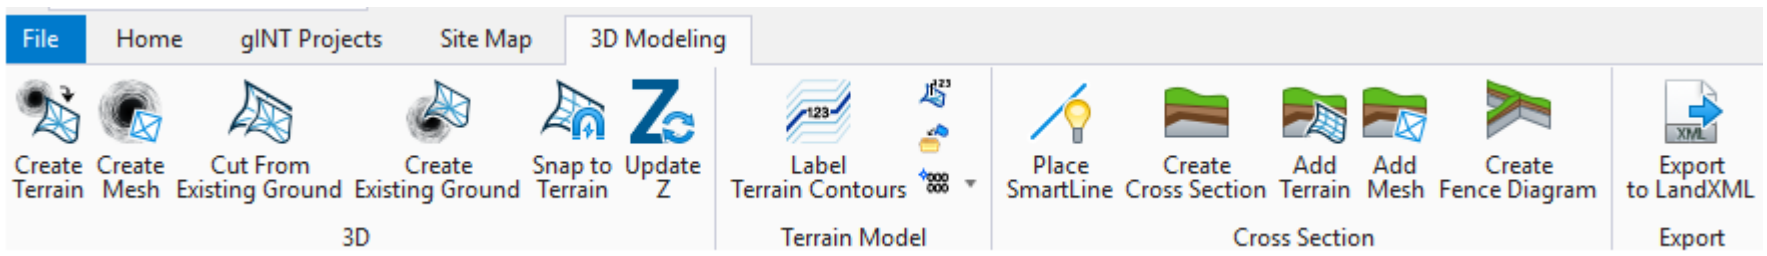 File Home gINT Projects Site Map 3D Modeling
Create Terrain
Create Mesh
Cut From Existing Ground
Create Existing Ground
Snap to Terrain
Update Z
3D
123
Label Terrain Contours
123
Terrain Model
Place SmartLine
Create Cross Section
Add Terrain
Add Mesh
Create Fence Diagram
Cross Section
XML
Export to LandXML
Export